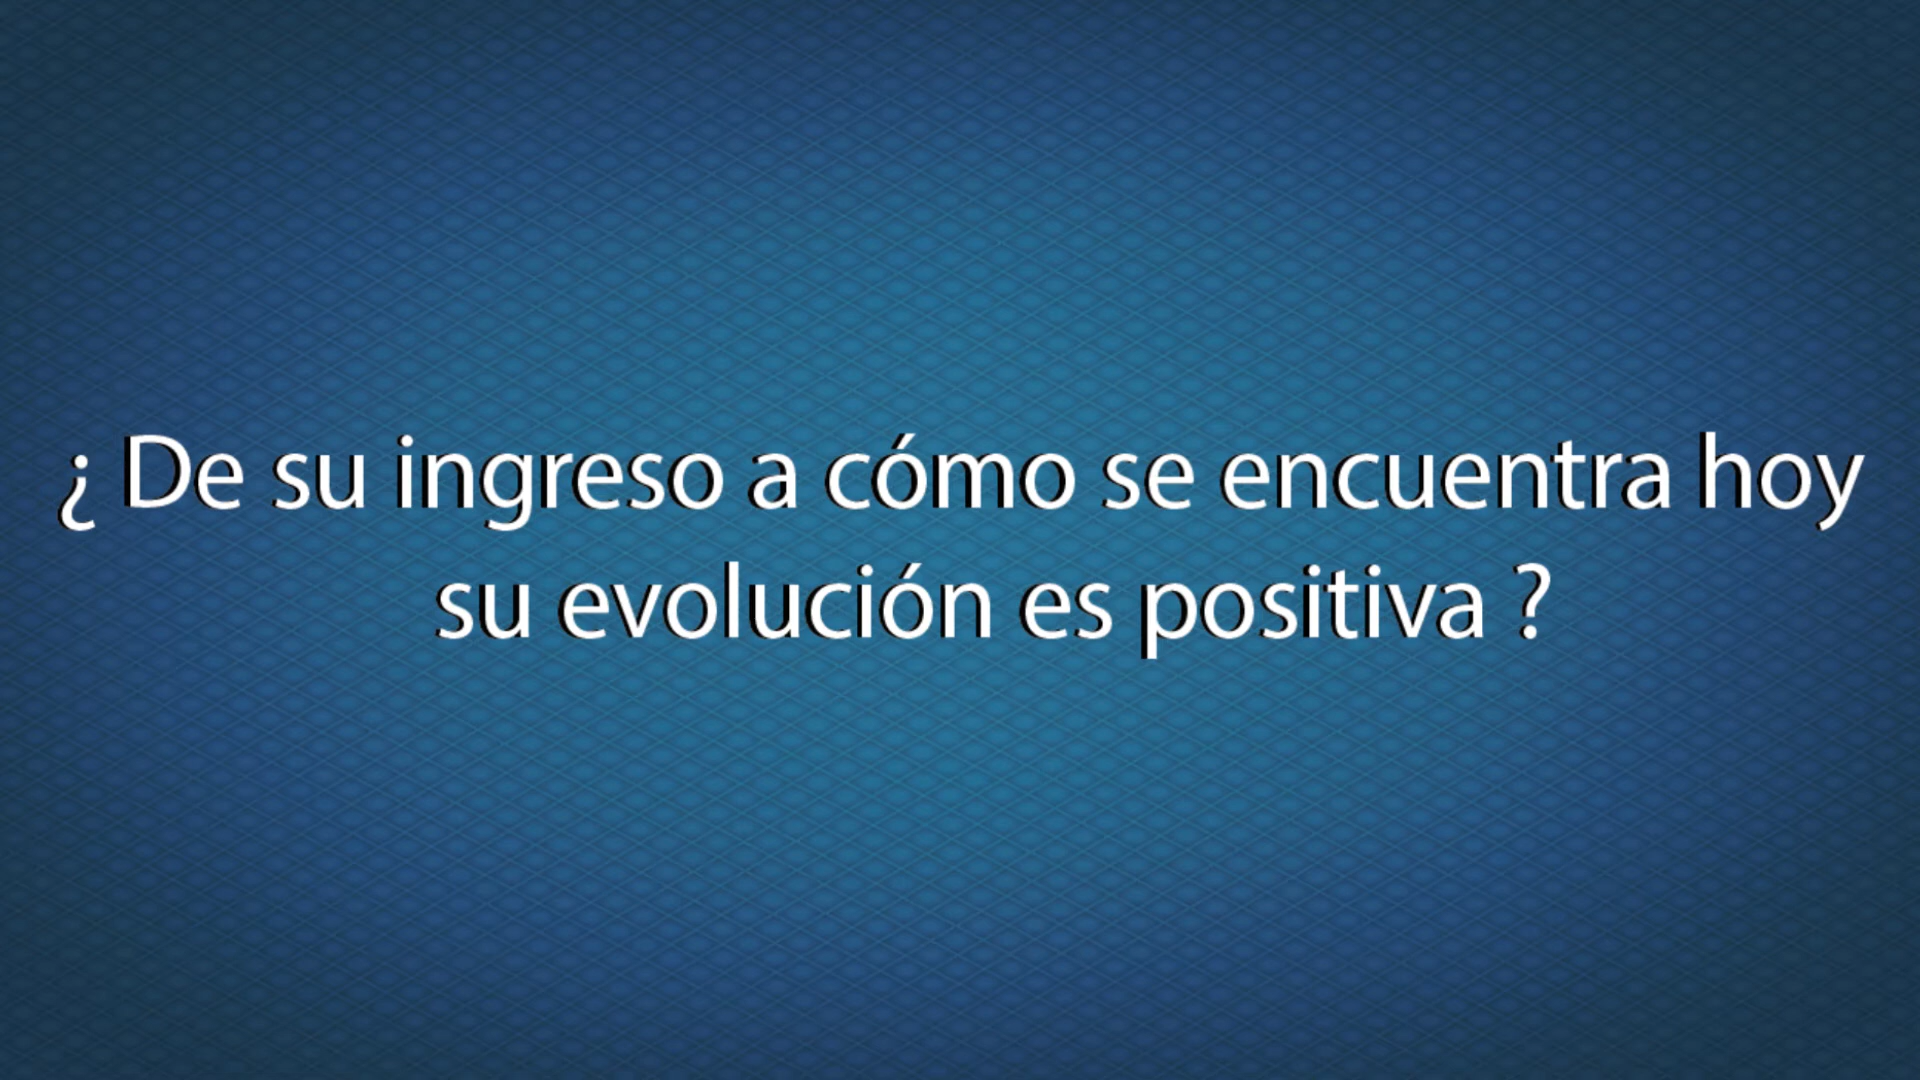 ¿ De su ingreso a cómo se encuentra hoy
su evolución es positiva ?